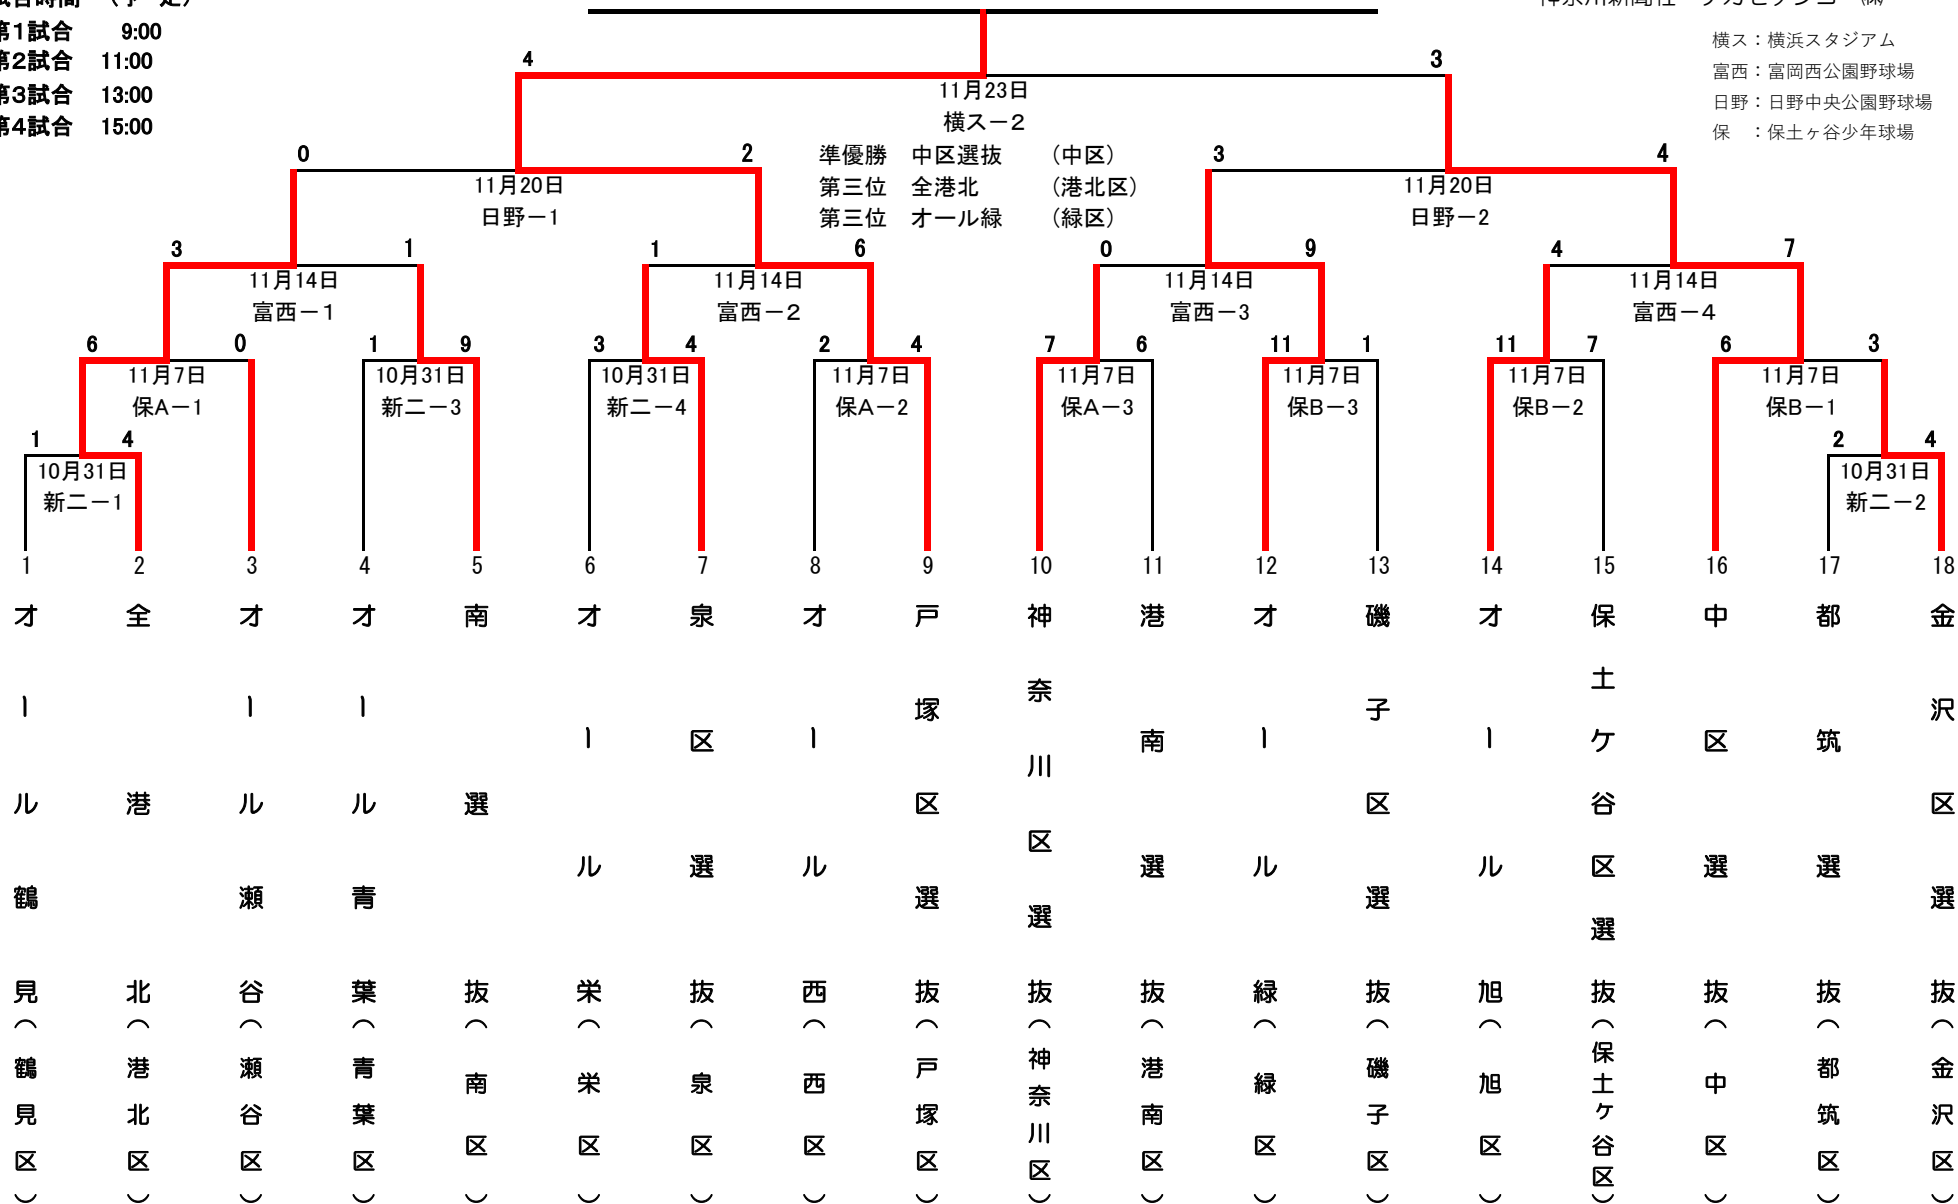 第1試合 9:00
第2試合 11:00
第3試合 13:00
第4試合 15:00
横ス：横浜スタジアム
富西：富岡西公園野球場
日野：日野中央公園野球場
保　：保土ヶ谷少年球場
4 3
11月23日
横ス－2
準優勝　中区選抜　（中区）
第三位　全港北　（港北区）
第三位　オール緑　（緑区）
0 2 3 4
11月20日 11月20日
日野－1 日野－2
3 1 1 6 0 9 4 7
11月14日 11月14日 11月14日 11月14日
富西－1 富西－2 富西－3 富西－4
6 0 1 9 3 4 2 4 7 6 11 1 11 7 6 3
11月7日 10月31日 10月31日 11月7日 11月7日 11月7日 11月7日 11月7日
保A－1 新二－3 新二－4 保A－2 保A－3 保B－3 保B－2 保B－1
1 4 2 4
10月31日 10月31日
新二－1 新二－2
1 2 3 4 5 6 7 8 9 10 11 12 13 14 15 16 17 18
オール鶴見（鶴見区）
全港北（港北区）
オール瀬谷（瀬谷区）
オール青葉（青葉区）
南選抜（南区）
オール栄（栄区）
泉区選抜（泉区）
オール西（西区）
戸塚区選抜（戸塚区）
神奈川区選抜（神奈川区）
港南選抜（港南区）
オール緑（緑区）
磯子区選抜（磯子区）
オール旭（旭区）
保土ケ谷区選抜（保土ケ谷区）
中区選抜（中区）
都筑選抜（都筑区）
金沢区選抜（金沢区）